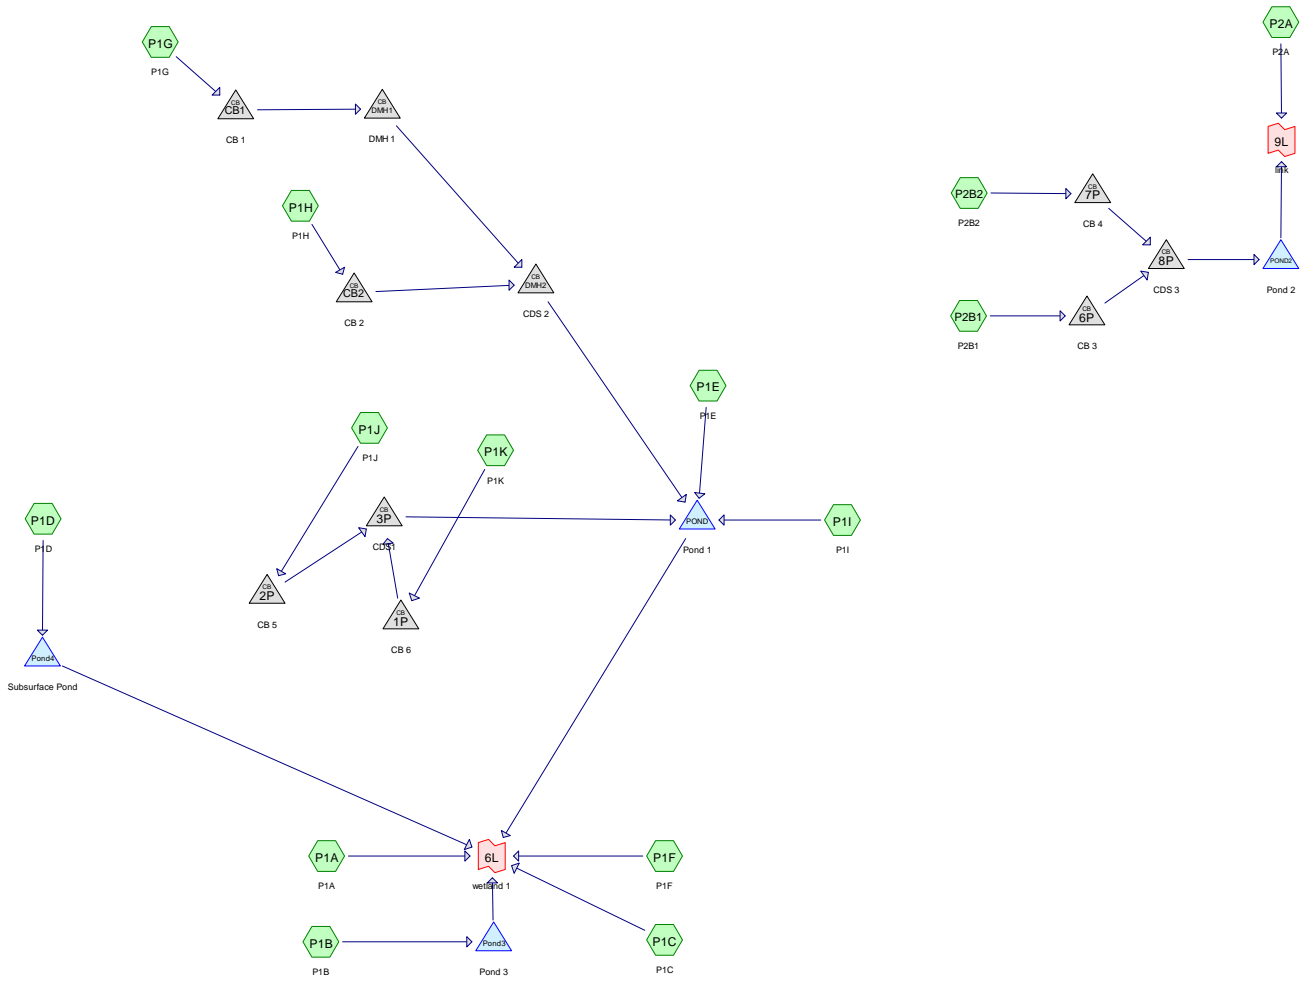 P1G
P1G
CB
CB1
CB 1
CB
DMH1
DMH 1
P1H
P1H
CB
CB2
CB 2
CB
DMH2
CDS 2
P2A
P2A
9L
link
P2B2
P2B2
CB
7P
CB 4
CB
8P
CDS 3
POND2
Pond 2
P2B1
P2B1
CB
6P
CB 3
P1E
P1E
P1J
P1J
P1K
P1K
CB
3P
CDS1
POND
Pond 1
P1I
P1I
P1D
P1D
CB
2P
CB 5
CB
1P
CB 6
Pond4
Subsurface Pond
P1A
P1A
6L
wetland 1
P1F
P1F
P1B
P1B
Pond3
Pond 3
P1C
P1C